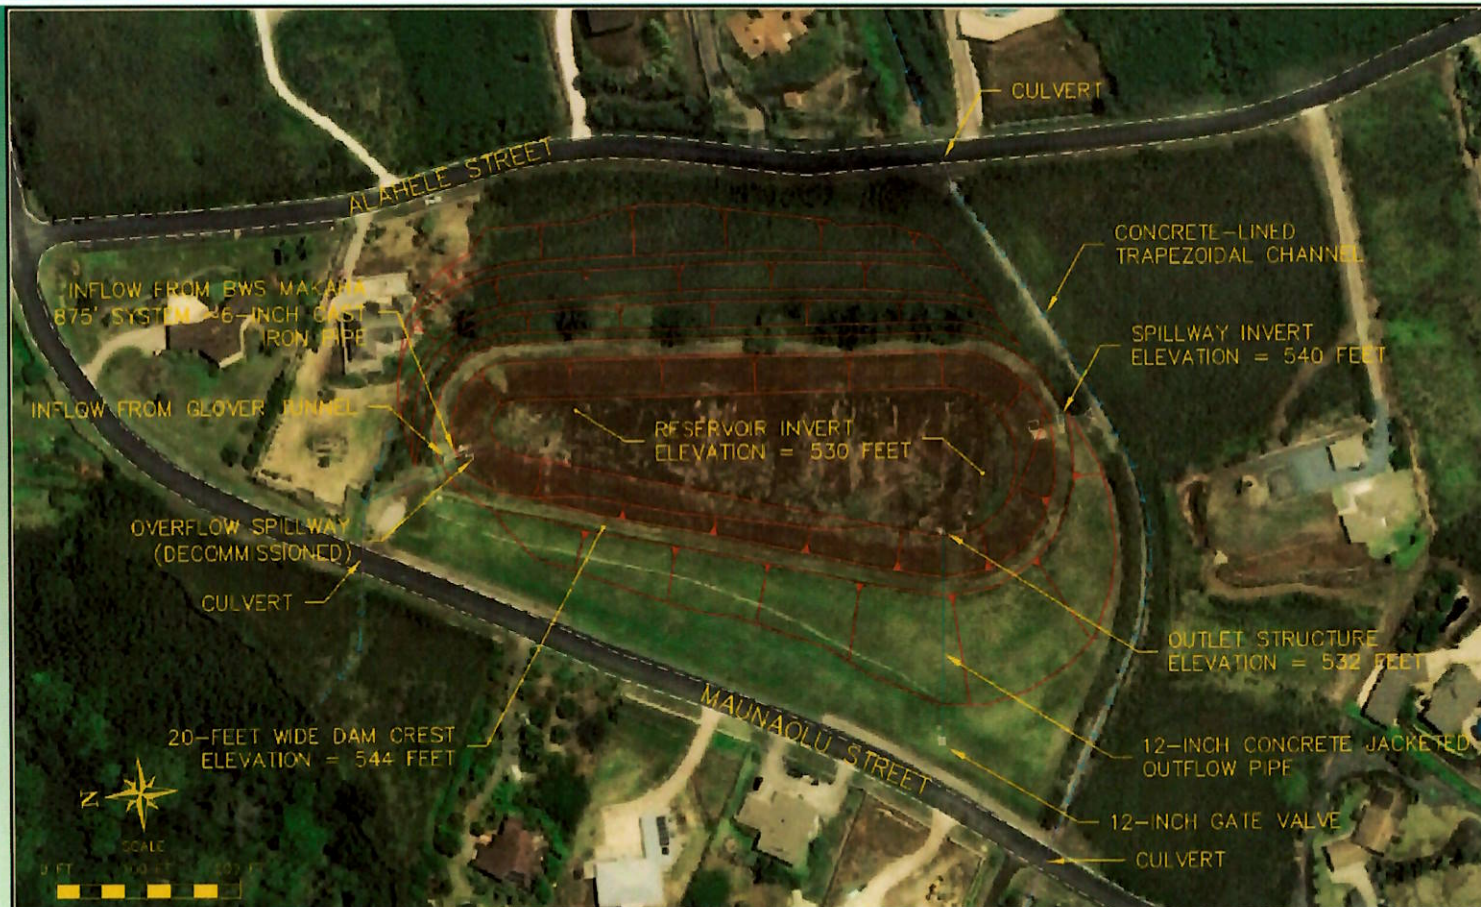 CULVERT
ALAHELE STREET
CONCRETE-LINED
TRAPEZOIDAL CHANNEL
INFLOW FROM BWS MAKAHA
875' SYSTEM 6-INCH CAST
IRON PIPE
SPILLWAY INVERT
ELEVATION = 540 FEET
INFLOW FROM GLOVER TUNNEL
RESERVOIR INVERT
ELEVATION = 530 FEET
OVERFLOW SPILLWAY
(DECOMMISSIONED)
CULVERT
OUTLET STRUCTURE
ELEVATION = 532 FEET
MAUNAOLU STREET
20-FEET WIDE DAM CREST
ELEVATION = 544 FEET
12-INCH CONCRETE JACKETED
OUTFLOW PIPE
12-INCH GATE VALVE
CULVERT
N
SCALE
0 FT